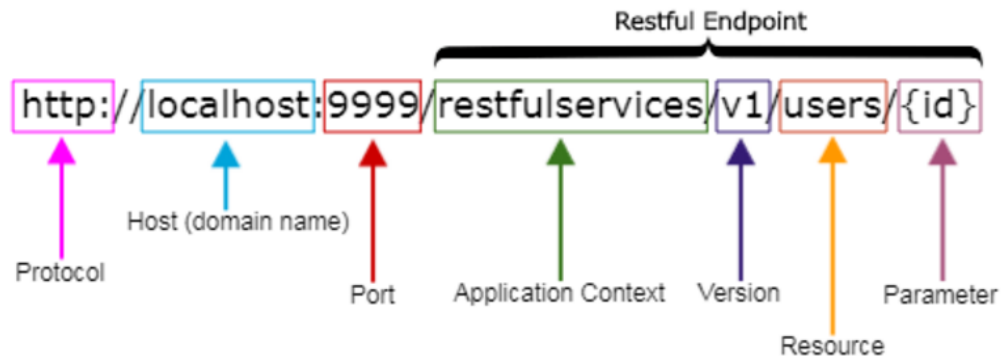 Restful Endpoint
http://localhost:9999/restfulservices/v1/users/{id}
Host (domain name)
Protocol
Port
Application Context
Version
Parameter
Resource